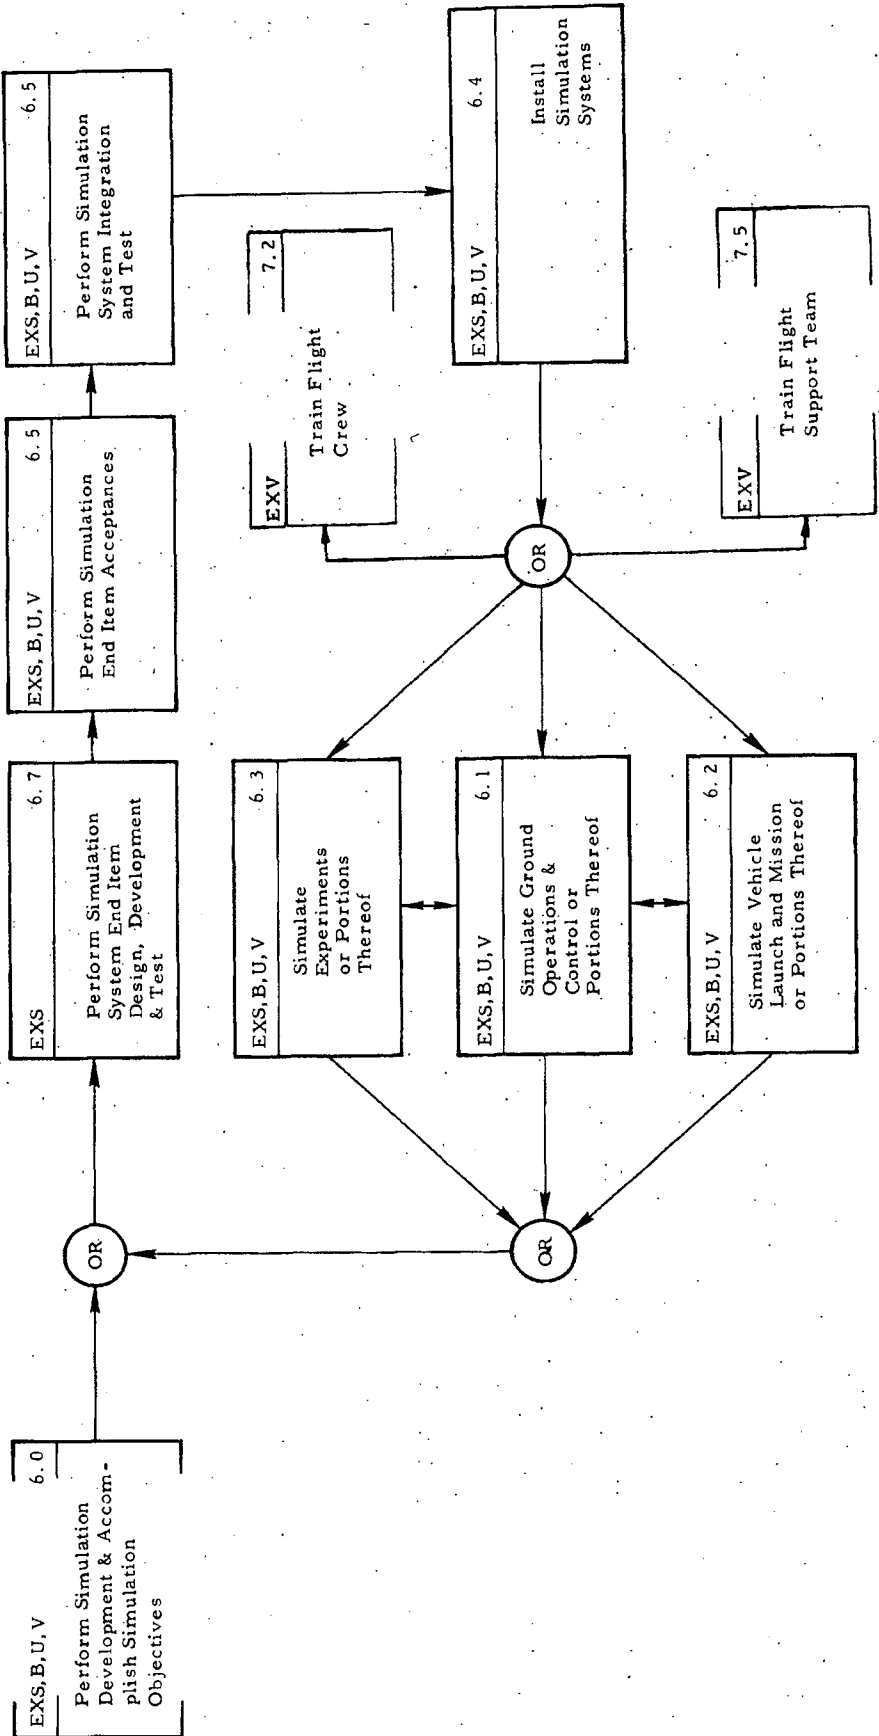 EXS,B,U,V 6.0
Perform Simulation
Development & Accom-
plish Simulation
Objectives
OR
EXS 6.7
Perform Simulation
System End Item
Design, Development
& Test
EXS,B,U,V 6.5
Perform Simulation
End Item Acceptances
EXS,B,U,V 6.5
Perform Simulation
System Integration
and Test
EXS,B,U,V 6.4
Install
Simulation
Systems
OR
EXV 7.2
Train Flight
Crew
EXV 7.5
Train Flight
Support Team
EXS,B,U,V 6.3
Simulate
Experiments
or Portions
Thereof
EXS,B,U,V 6.1
Simulate Ground
Operations &
Control or
Portions Thereof
EXS,B,U,V 6.2
Simulate Vehicle
Launch and Mission
or Portions Thereof
OR